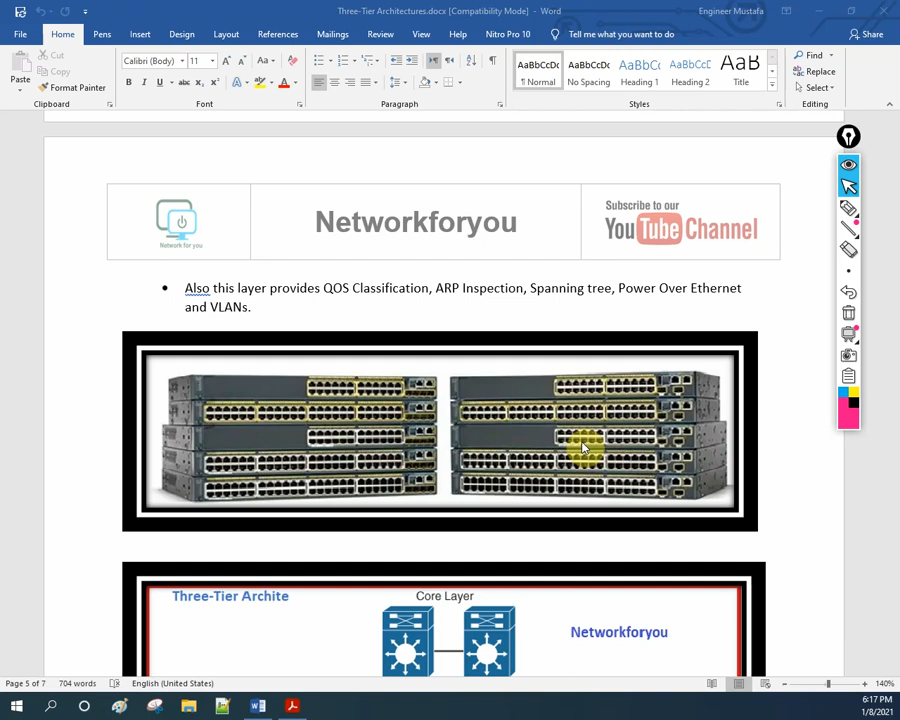 Three-Tier Architectures.docx [Compatibility Mode] - Word
Engineer Mustafa
File Home Pens Insert Design Layout References Mailings Review View Help Nitro Pro 10 Tell me what you want to do Share
Paste
Cut
Copy
Format Painter
Calibri (Body) 11
AaBbCcDc AaBbCcDc AaBbCc AaBbCcD AaB
¶ Normal No Spacing Heading 1 Heading 2 Title
Find
Replace
Select
Clipboard Font Paragraph Styles Editing
Network for you
Networkforyou
Subscribe to our
YouTube Channel
• Also this layer provides QOS Classification, ARP Inspection, Spanning tree, Power Over Ethernet
and VLANs.
Three-Tier Archite
Core Layer
Networkforyou
Page 5 of 7 704 words English (United States) 140%
6:17 PM
1/8/2021